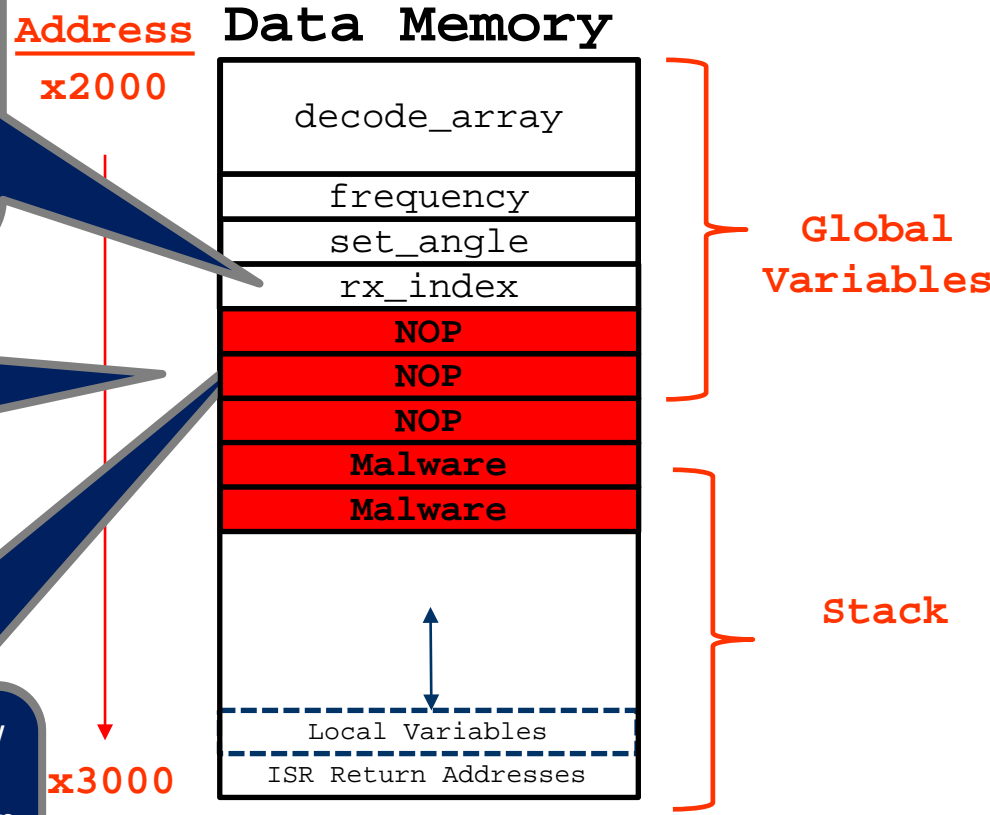 Address
Data Memory
x2000
decode_array
frequency
set_angle
rx_index
NOP
NOP
NOP
Malware
Malware
Local Variables
ISR Return Addresses
x3000
Global
Variables
Stack